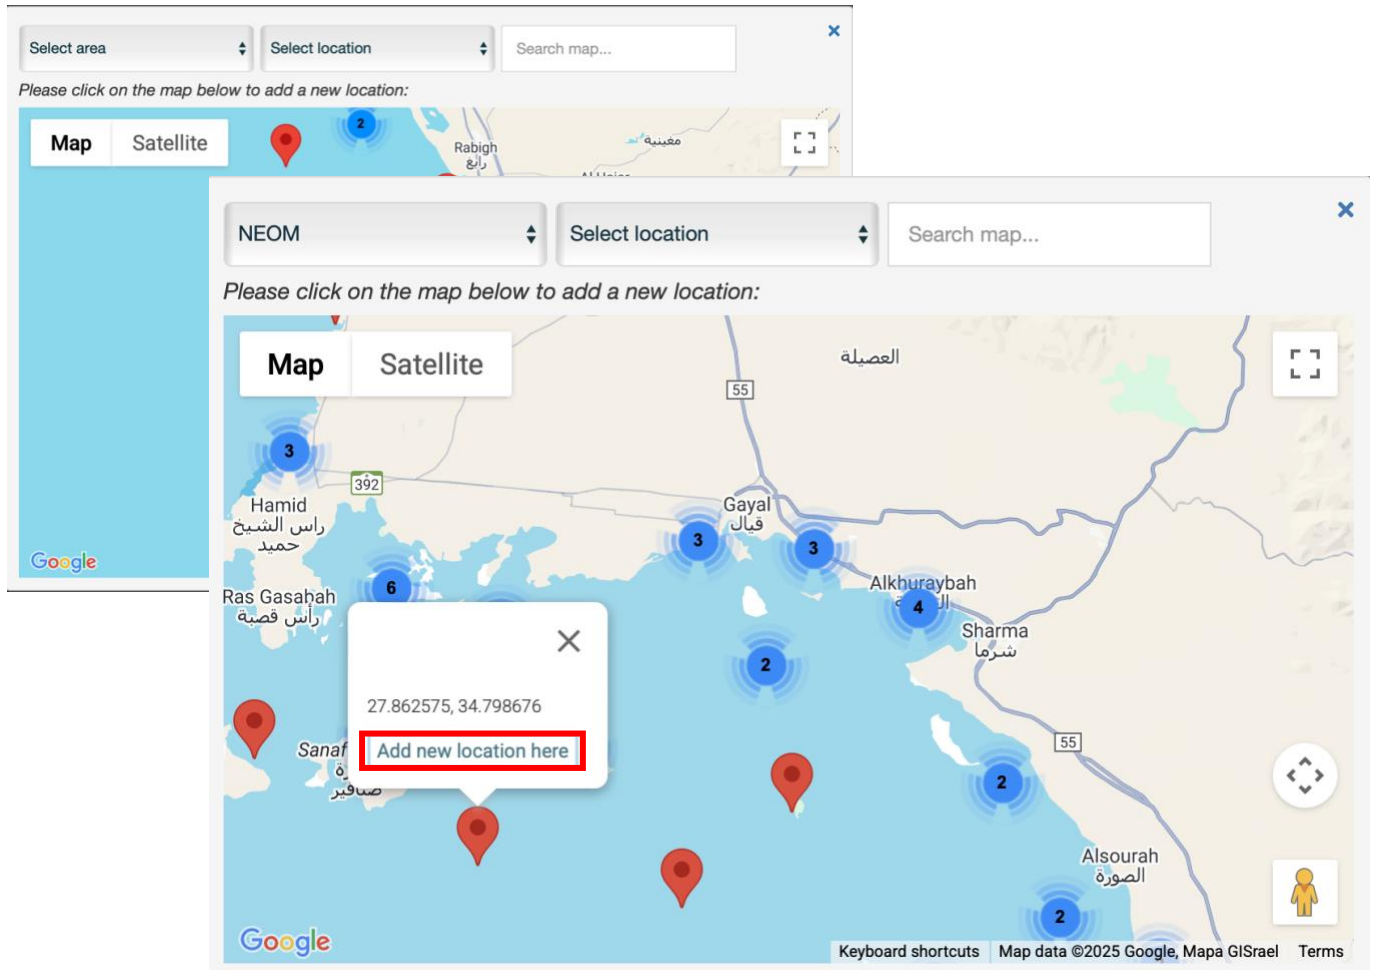 Select area
Select location
Search map...
Please click on the map below to add a new location:
Map
Satellite
2
Rabigh
رابغ
مغينية
Google
NEOM
Select location
Search map...
Please click on the map below to add a new location:
Map
Satellite
العصيلة
55
3
392
Hamid
راس الشيخ
حميد
Gayal
قيال
3
3
6
Ras Gasabah
رأس قصبة
Alkhuraybah
4
Sharma
شرما
2
27.862575, 34.798676
Add new location here
Sanaf
صنافير
55
2
Alsourah
الصورة
2
Google
Keyboard shortcuts
Map data ©2025 Google, Mapa GISrael
Terms